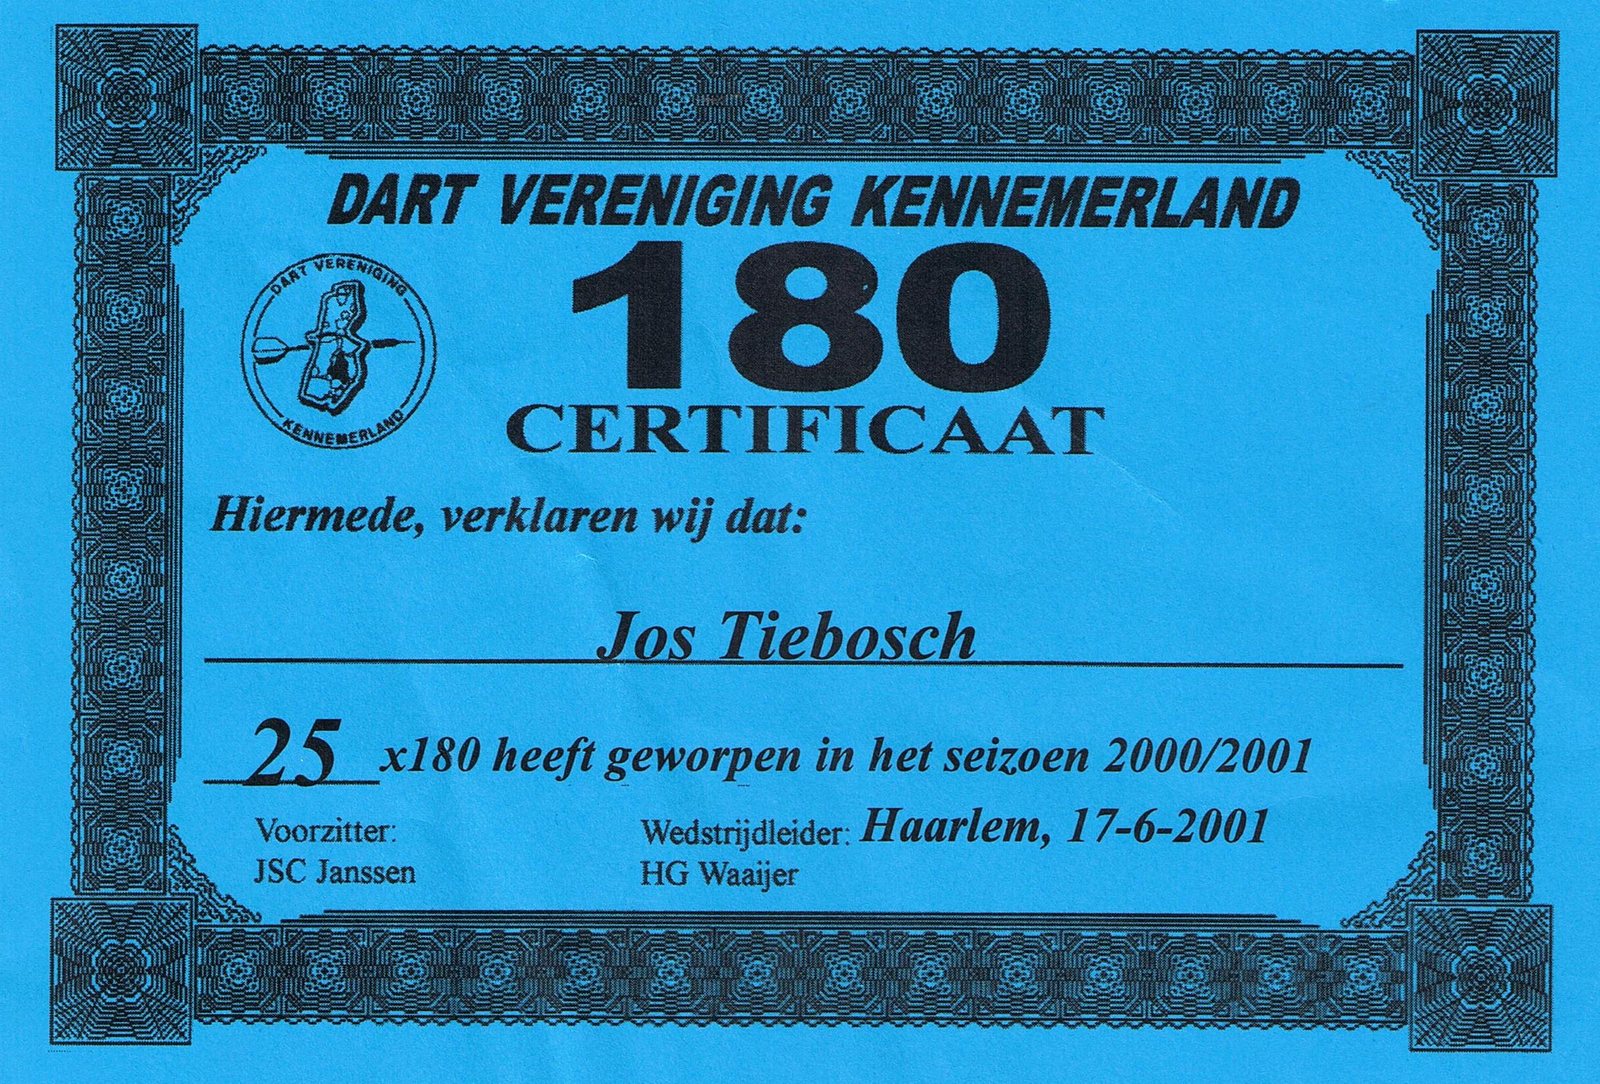 DART VERENIGING KENNEMERLAND
180
CERTIFICAAT
DART VERENIGING
KENNEMERLAND
Hiermede, verklaren wij dat:
Jos Tiebosch
25 x180 heeft geworpen in het seizoen 2000/2001
Voorzitter: Wedstrijdleider: Haarlem, 17-6-2001
JSC Janssen HG Waaijer